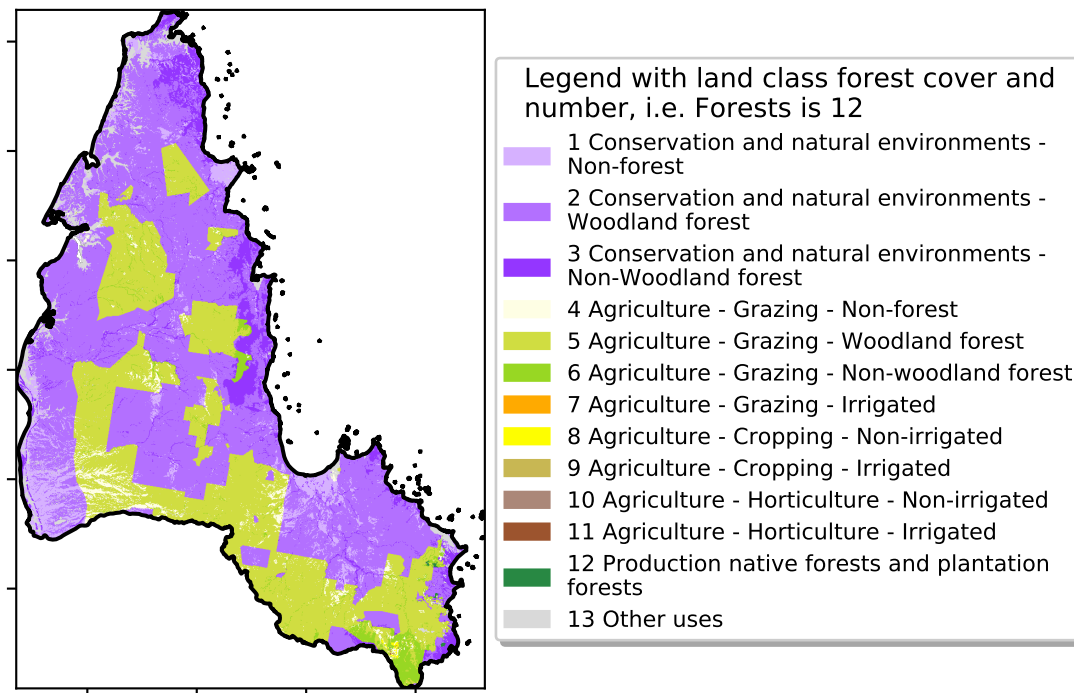 Legend with land class forest cover and
number, i.e. Forests is 12
1 Conservation and natural environments -
Non-forest
2 Conservation and natural environments -
Woodland forest
3 Conservation and natural environments -
Non-Woodland forest
4 Agriculture - Grazing - Non-forest
5 Agriculture - Grazing - Woodland forest
6 Agriculture - Grazing - Non-woodland forest
7 Agriculture - Grazing - Irrigated
8 Agriculture - Cropping - Non-irrigated
9 Agriculture - Cropping - Irrigated
10 Agriculture - Horticulture - Non-irrigated
11 Agriculture - Horticulture - Irrigated
12 Production native forests and plantation
forests
13 Other uses